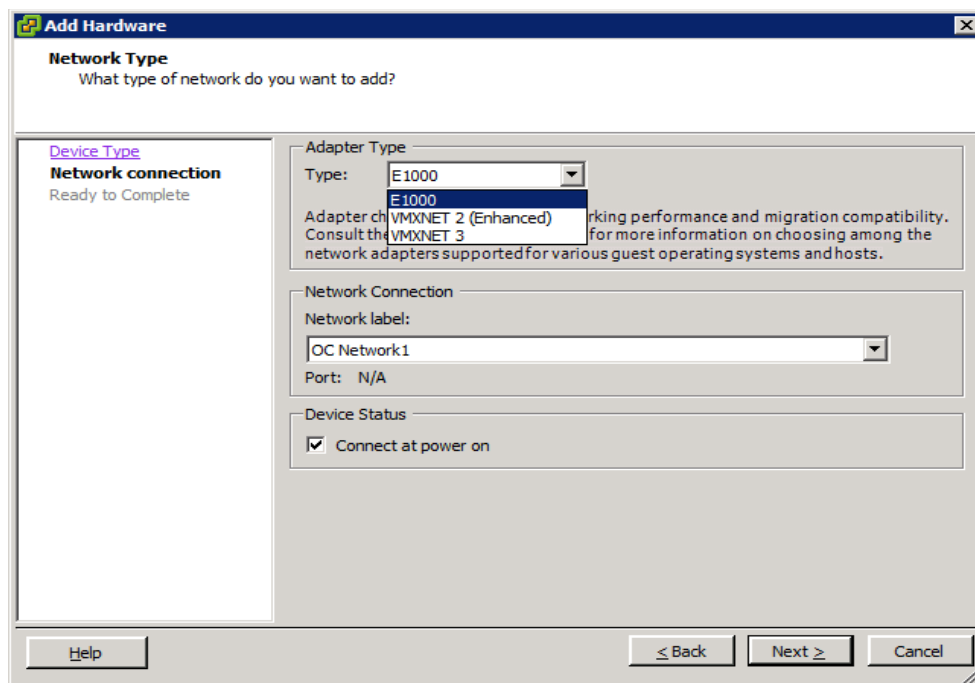 Add Hardware
Network Type
What type of network do you want to add?
Device Type
Network connection
Ready to Complete
Adapter Type
Type: E1000
E1000
VMXNET 2 (Enhanced)
VMXNET 3
Adapter ch rking performance and migration compatibility.
Consult the for more information on choosing among the
network adapters supported for various guest operating systems and hosts.
Network Connection
Network label:
OC Network1
Port: N/A
Device Status
Connect at power on
Help
< Back
Next >
Cancel